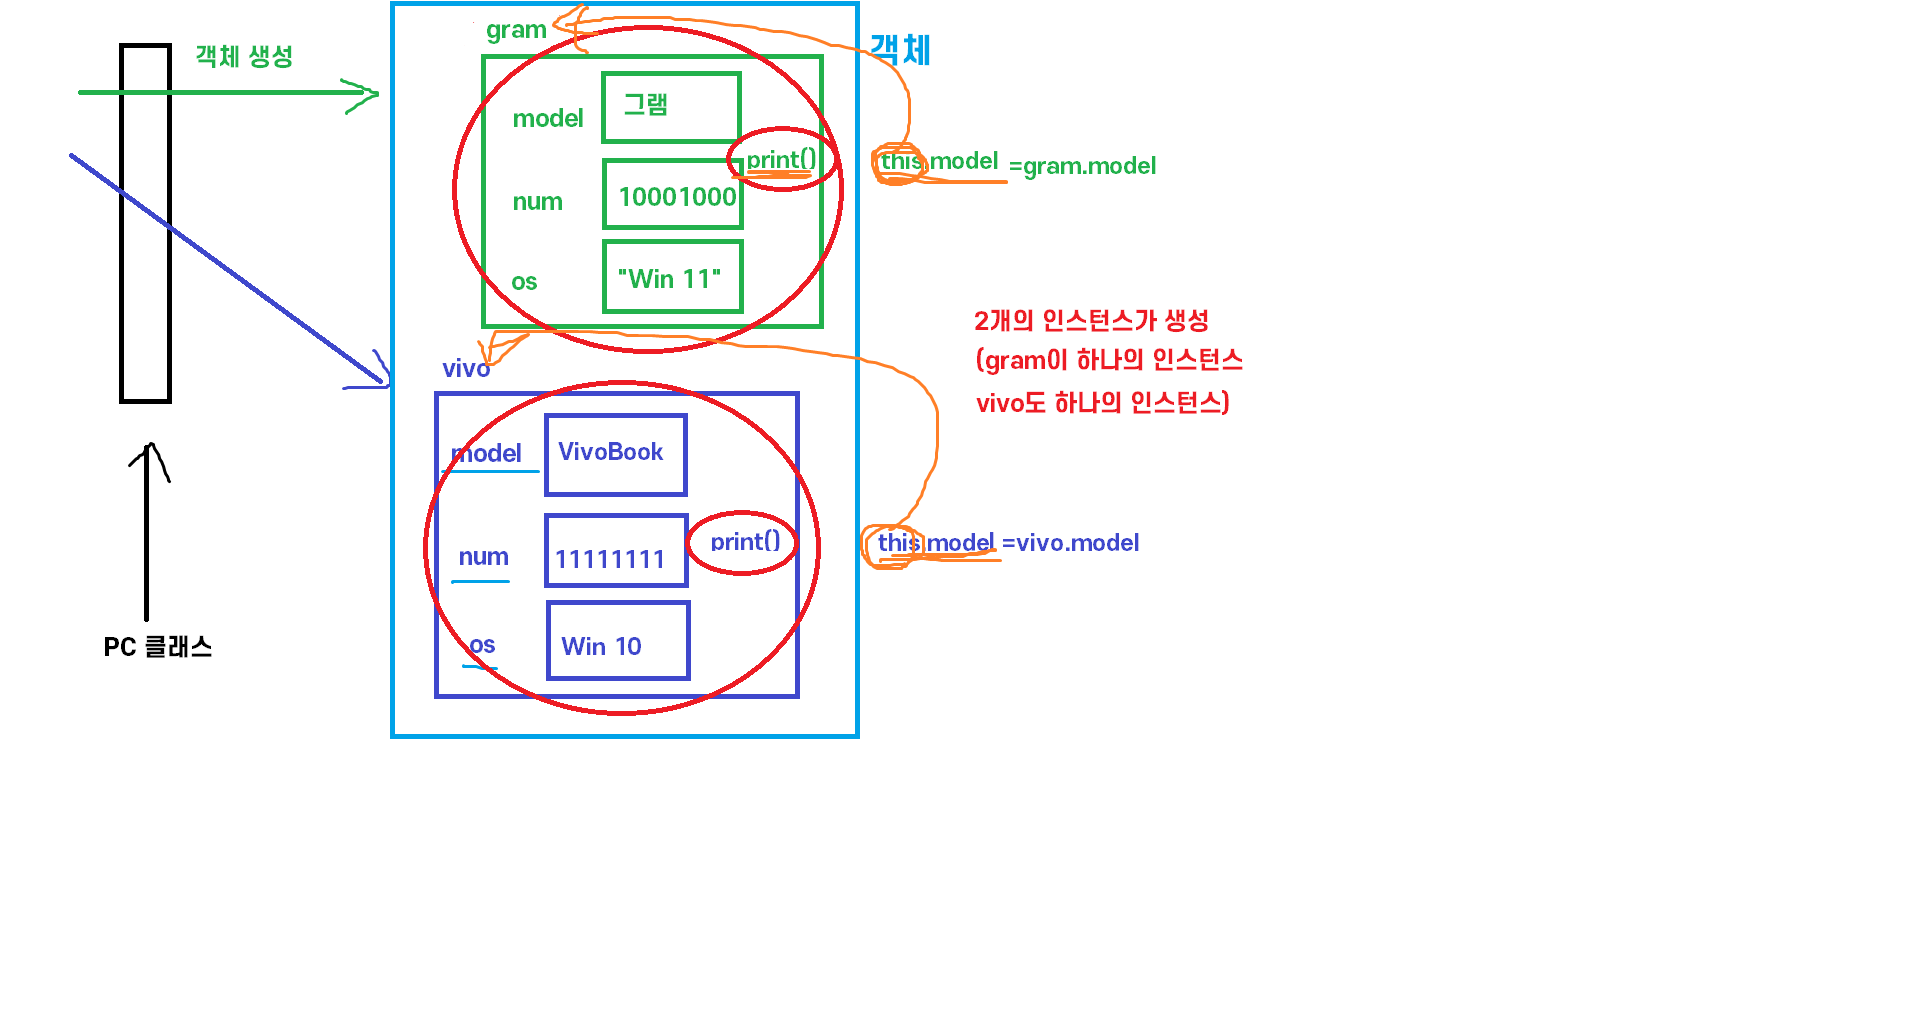 객체 생성
PC 클래스
객체
gram
model
그램
print()
num
10001000
os
"Win 11"
this.model
=gram.model
2개의 인스턴스가 생성
(gram이 하나의 인스턴스
vivo도 하나의 인스턴스)
vivo
model
VivoBook
num
11111111
print()
os
Win 10
this.model
=vivo.model